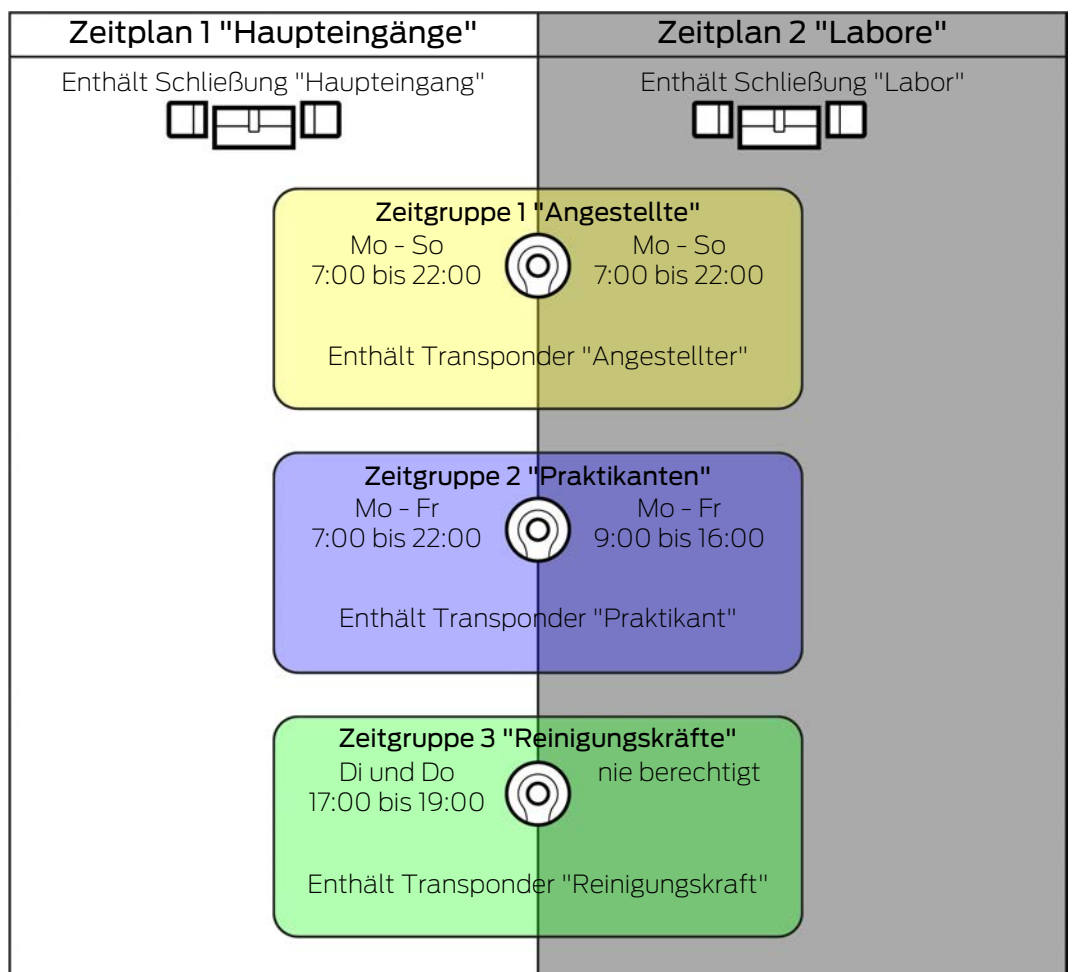 Zeitplan 1 "Haupteingänge"
Zeitplan 2 "Labore"
Enthält Schließung "Haupteingang"
Enthält Schließung "Labor"
Zeitgruppe 1 "Angestellte"
Mo - So
7:00 bis 22:00
Mo - So
7:00 bis 22:00
Enthält Transponder "Angestellter"
Zeitgruppe 2 "Praktikanten"
Mo - Fr
7:00 bis 22:00
Mo - Fr
9:00 bis 16:00
Enthält Transponder "Praktikant"
Zeitgruppe 3 "Reinigungskräfte"
Di und Do
17:00 bis 19:00
nie berechtigt
Enthält Transponder "Reinigungskraft"